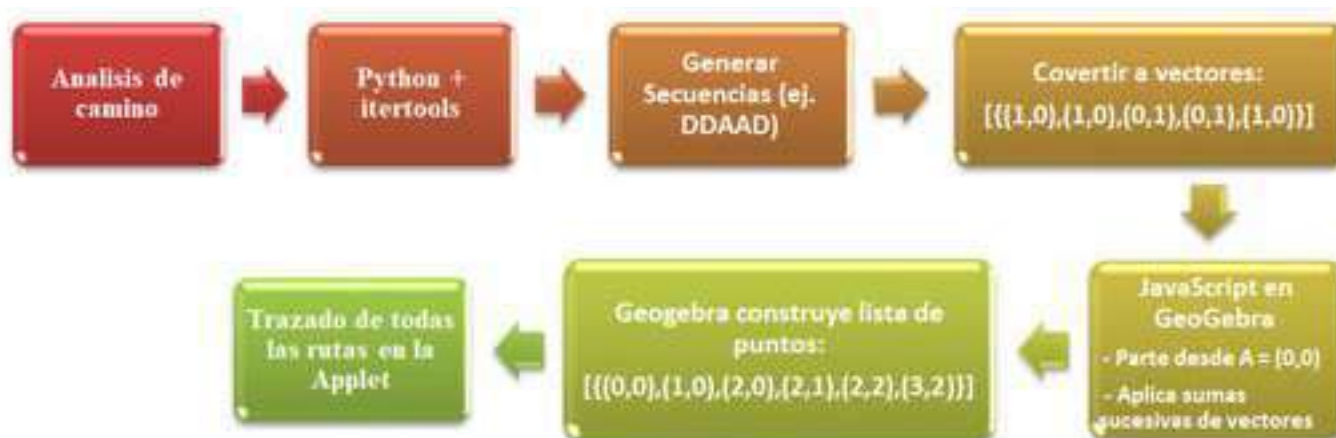 Analisis de
camino
Python +
itertools
Generar
Secuencias (ej.
DDAAD)
Covertir a vectores:
[{(1,0),(1,0),(0,1),(0,1),(1,0)}]
JavaScript en
GeoGebra
- Parte desde A = (0,0)
- Aplica sumas
sucesivas de vectores
Geogebra construye lista de
puntos:
[{(0,0),(1,0),(2,0),(2,1),(2,2),(3,2)}]
Trazado de todas
las rutas en la
Applet